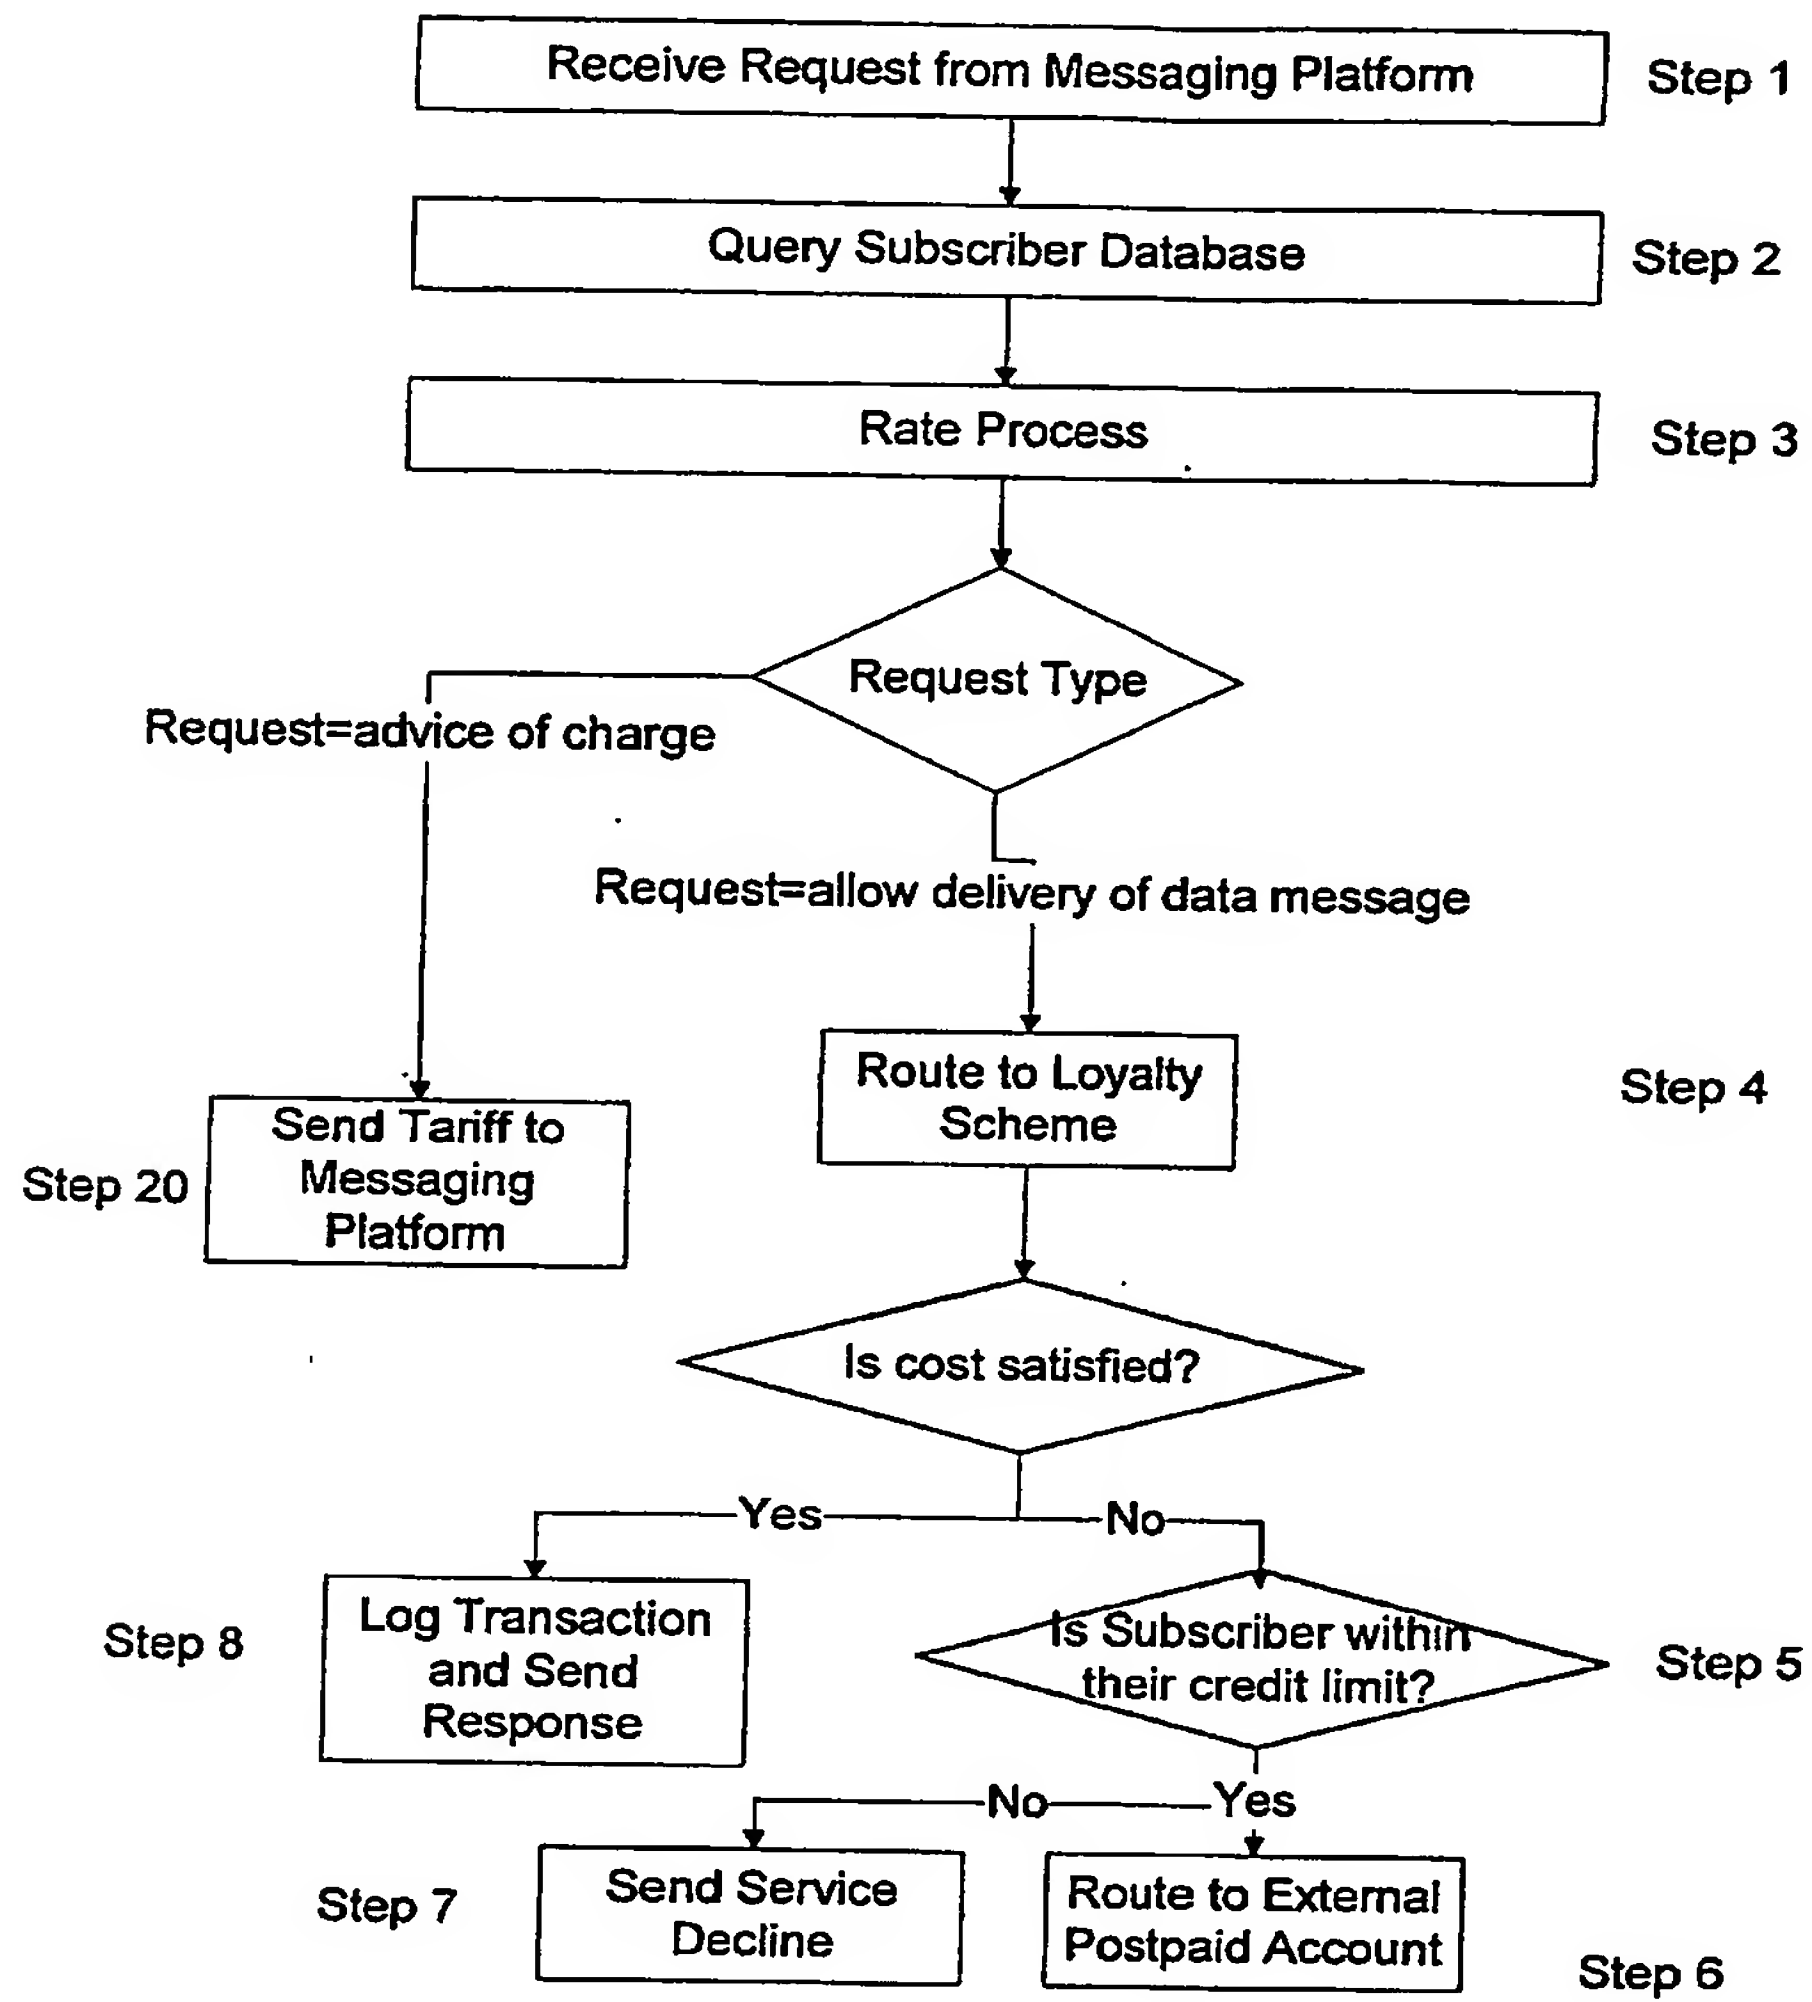 Receive Request from Messaging Platform
Step 1
Query Subscriber Database
Step 2
Rate Process
Step 3
Request Type
Request=advice of charge
Request=allow delivery of data message
Route to Loyalty
Scheme
Step 4
Send Tariff to
Messaging
Platform
Step 20
Is cost satisfied?
Yes
No
Log Transaction
and Send
Response
Step 8
Is Subscriber within
their credit limit?
Step 5
No
Yes
Send Service
Decline
Step 7
Route to External
Postpaid Account
Step 6